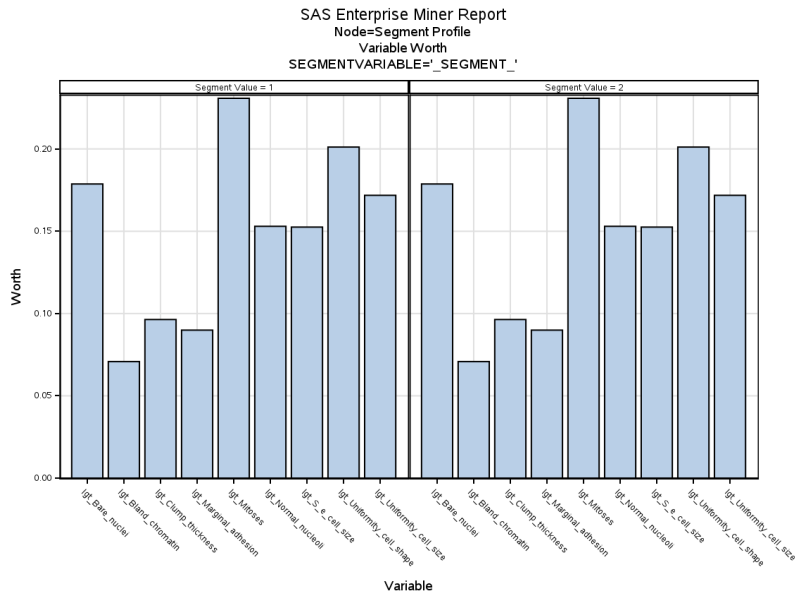 SAS Enterprise Miner Report
Node=Segment Profile
Variable Worth
SEGMENTVARIABLE='_SEGMENT_'
Segment Value = 1
Segment Value = 2
Worth
0.20
0.15
0.10
0.05
0.00
lgt_Bare_nuclei
lgt_Bland_chromatin
lgt_Clump_thickness
lgt_Marginal_adhesion
lgt_Mitoses
lgt_Normal_nucleoli
lgt_S_e_cell_size
lgt_Uniformity_cell_shape
lgt_Uniformity_cell_size
lgt_Bare_nuclei
lgt_Bland_chromatin
lgt_Clump_thickness
lgt_Marginal_adhesion
lgt_Mitoses
lgt_Normal_nucleoli
lgt_S_e_cell_size
lgt_Uniformity_cell_shape
lgt_Uniformity_cell_size
Variable